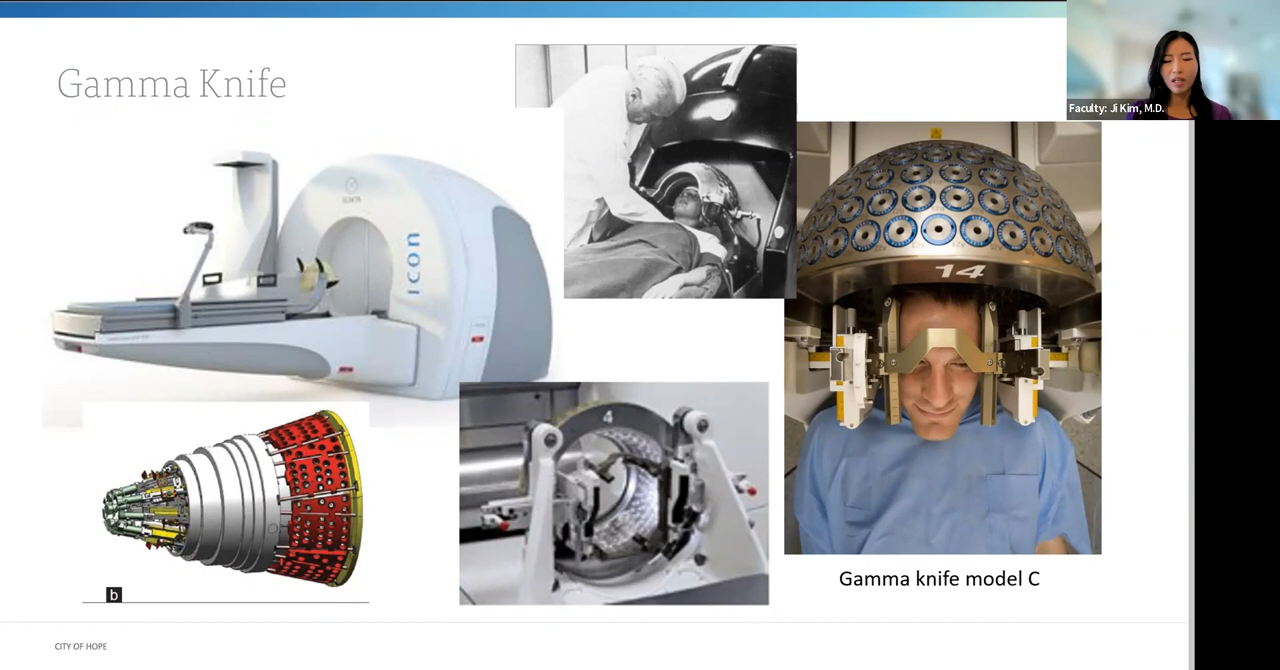 Gamma Knife
Faculty: Ji Kim, M.D.
icon
14
4
b
Gamma knife model C
CITY OF HOPE